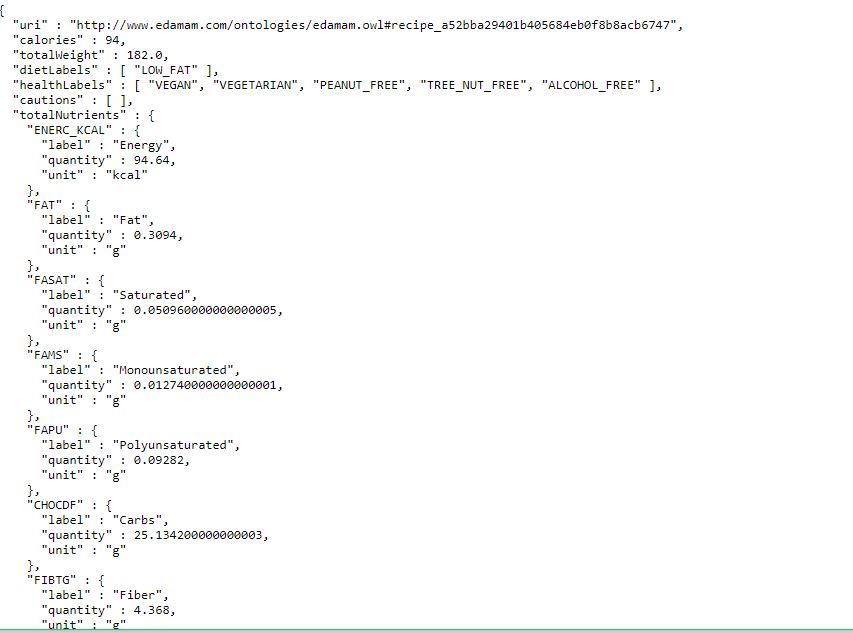 {
"uri" : "http://www.edamam.com/ontologies/edamam.owl#recipe_a52bba29401b405684eb0f8b8acb6747",
"calories" : 94,
"totalWeight" : 182.0,
"dietLabels" : [ "LOW_FAT" ],
"healthLabels" : [ "VEGAN", "VEGETARIAN", "PEANUT_FREE", "TREE_NUT_FREE", "ALCOHOL_FREE" ],
"cautions" : [ ],
"totalNutrients" : {
"ENERC_KCAL" : {
"label" : "Energy",
"quantity" : 94.64,
"unit" : "kcal"
},
"FAT" : {
"label" : "Fat",
"quantity" : 0.3094,
"unit" : "g"
},
"FASAT" : {
"label" : "Saturated",
"quantity" : 0.050960000000000005,
"unit" : "g"
},
"FAMS" : {
"label" : "Monounsaturated",
"quantity" : 0.012740000000000001,
"unit" : "g"
},
"FAPU" : {
"label" : "Polyunsaturated",
"quantity" : 0.09282,
"unit" : "g"
},
"CHOCDF" : {
"label" : "Carbs",
"quantity" : 25.134200000000003,
"unit" : "g"
},
"FIBTG" : {
"label" : "Fiber",
"quantity" : 4.368,
"unit" : "g"